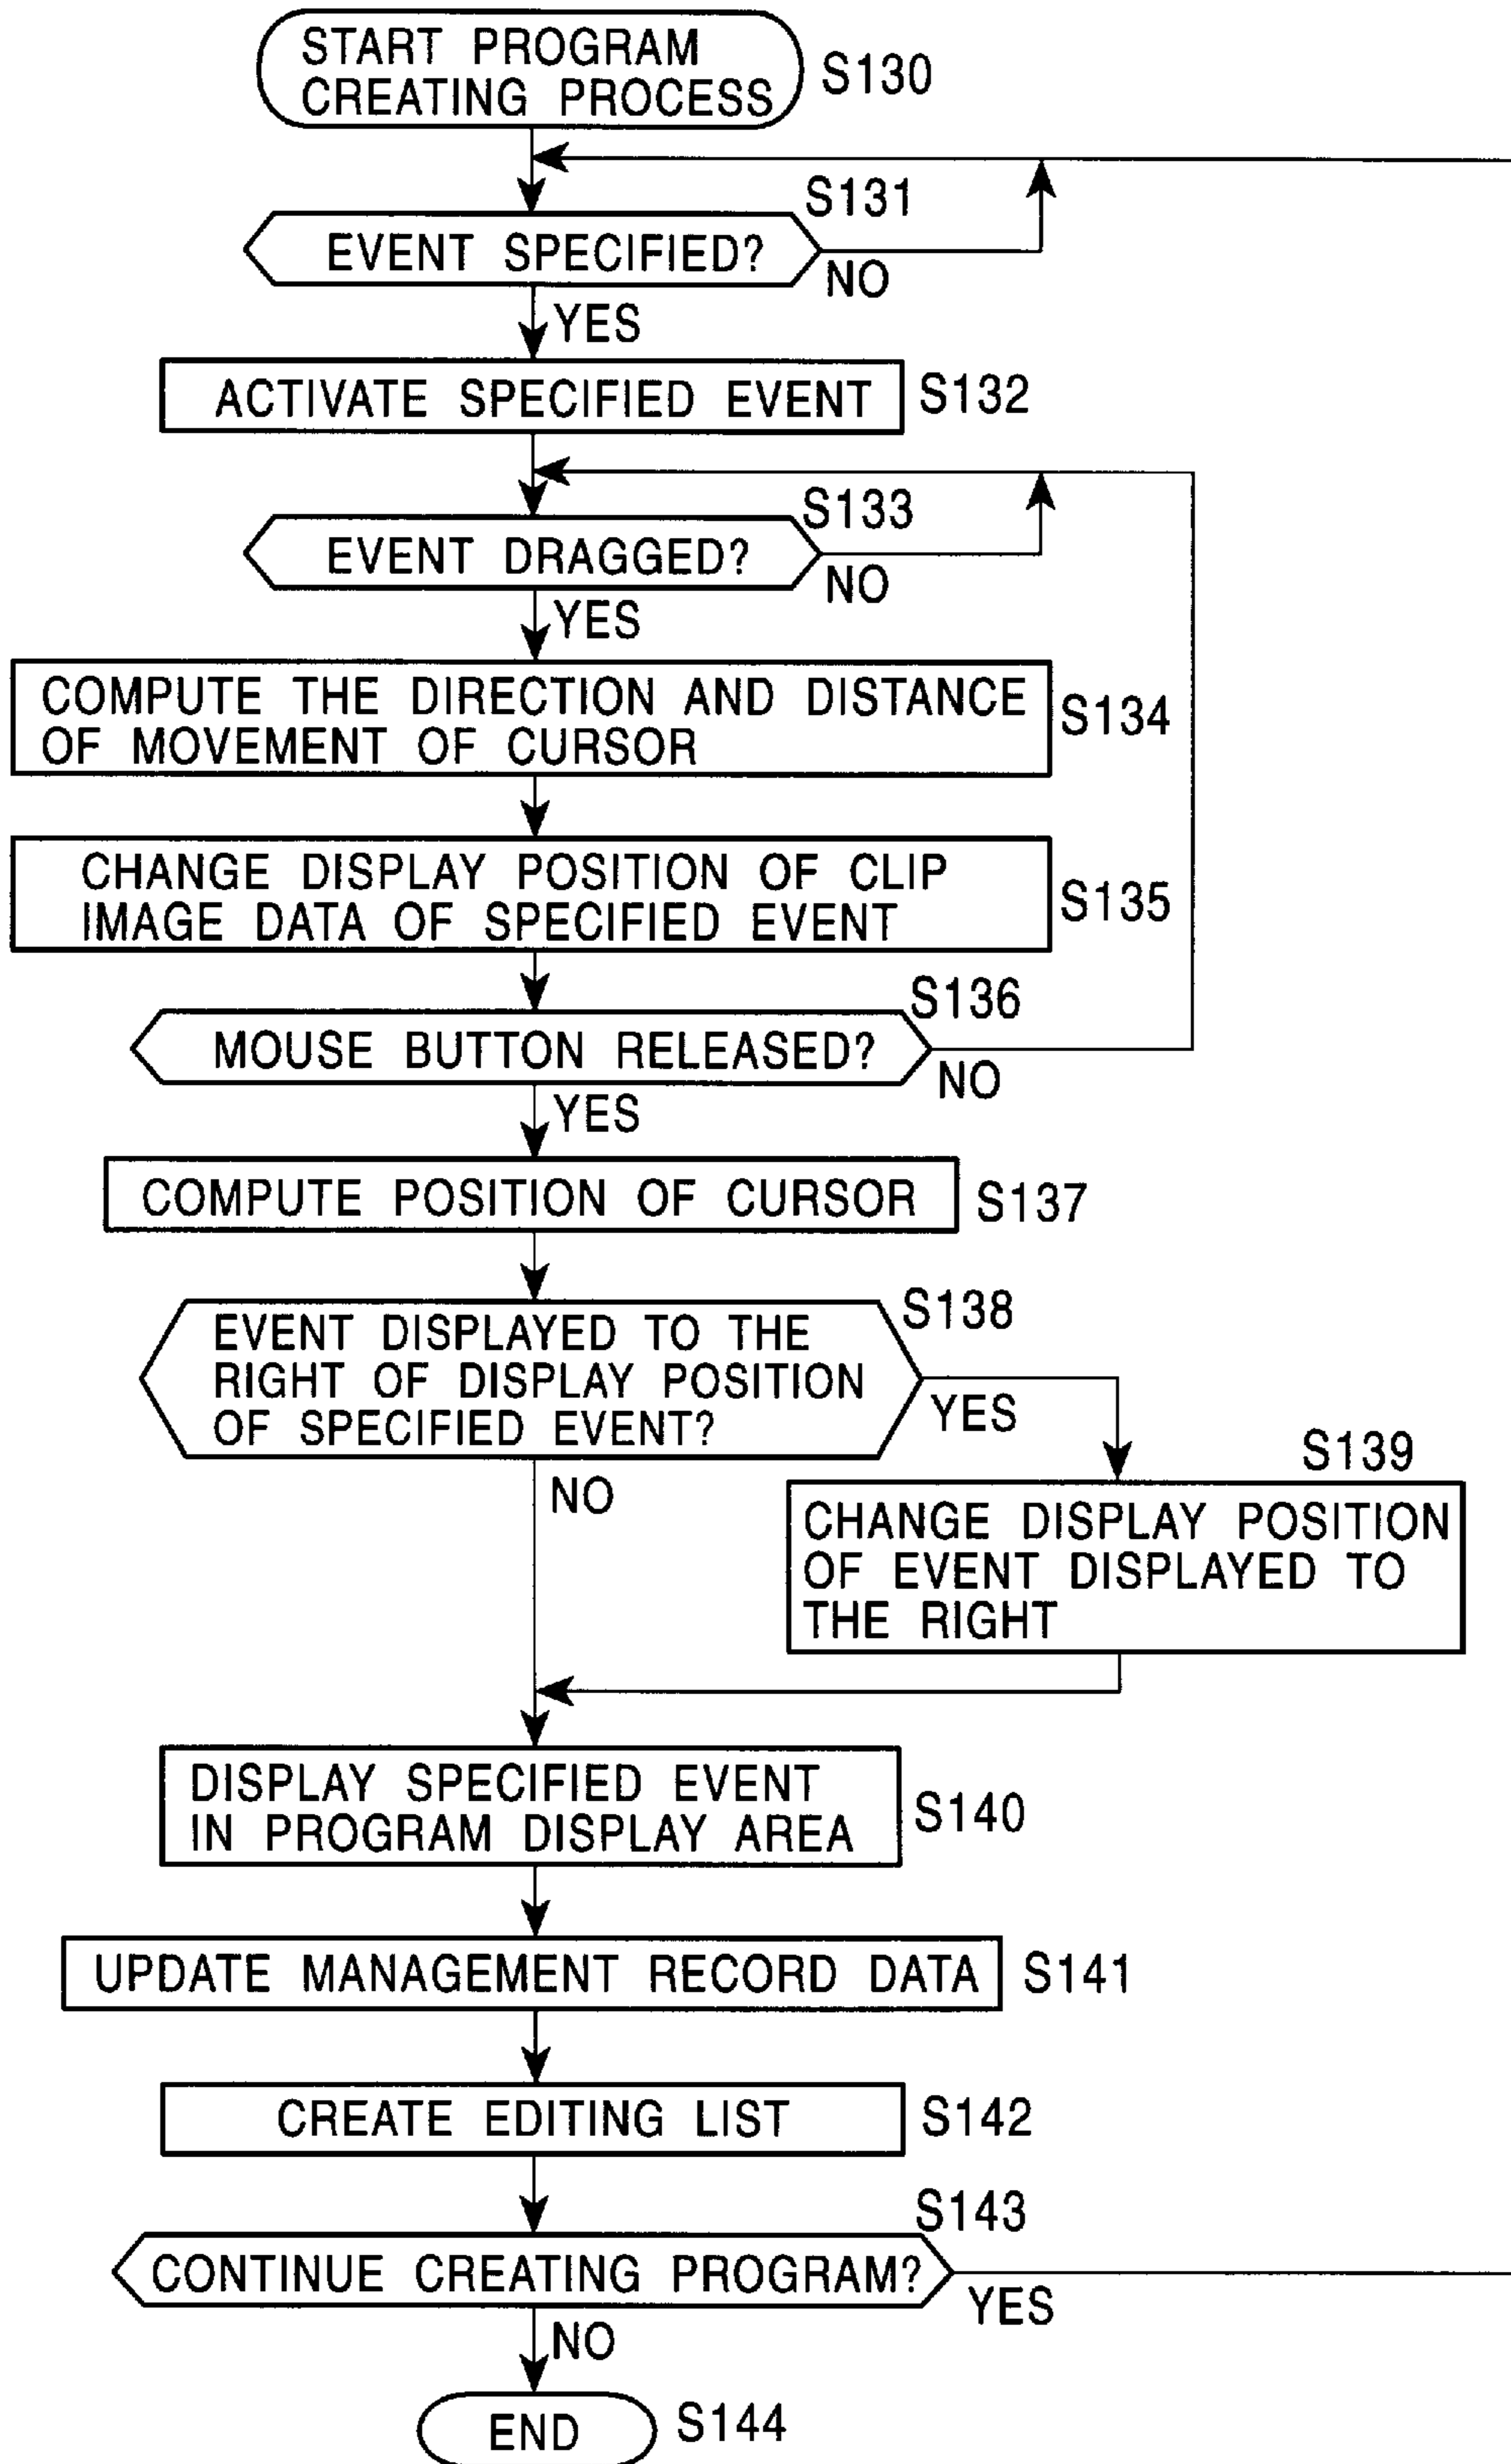 START PROGRAM
CREATING PROCESS
S130
S131
EVENT SPECIFIED?
NO
YES
ACTIVATE SPECIFIED EVENT
S132
S133
EVENT DRAGGED?
NO
YES
COMPUTE THE DIRECTION AND DISTANCE
OF MOVEMENT OF CURSOR
S134
CHANGE DISPLAY POSITION OF CLIP
IMAGE DATA OF SPECIFIED EVENT
S135
S136
MOUSE BUTTON RELEASED?
NO
YES
COMPUTE POSITION OF CURSOR
S137
S138
EVENT DISPLAYED TO THE
RIGHT OF DISPLAY POSITION
OF SPECIFIED EVENT?
YES
NO
S139
CHANGE DISPLAY POSITION
OF EVENT DISPLAYED TO
THE RIGHT
DISPLAY SPECIFIED EVENT
IN PROGRAM DISPLAY AREA
S140
UPDATE MANAGEMENT RECORD DATA
S141
CREATE EDITING LIST
S142
S143
CONTINUE CREATING PROGRAM?
YES
NO
END
S144